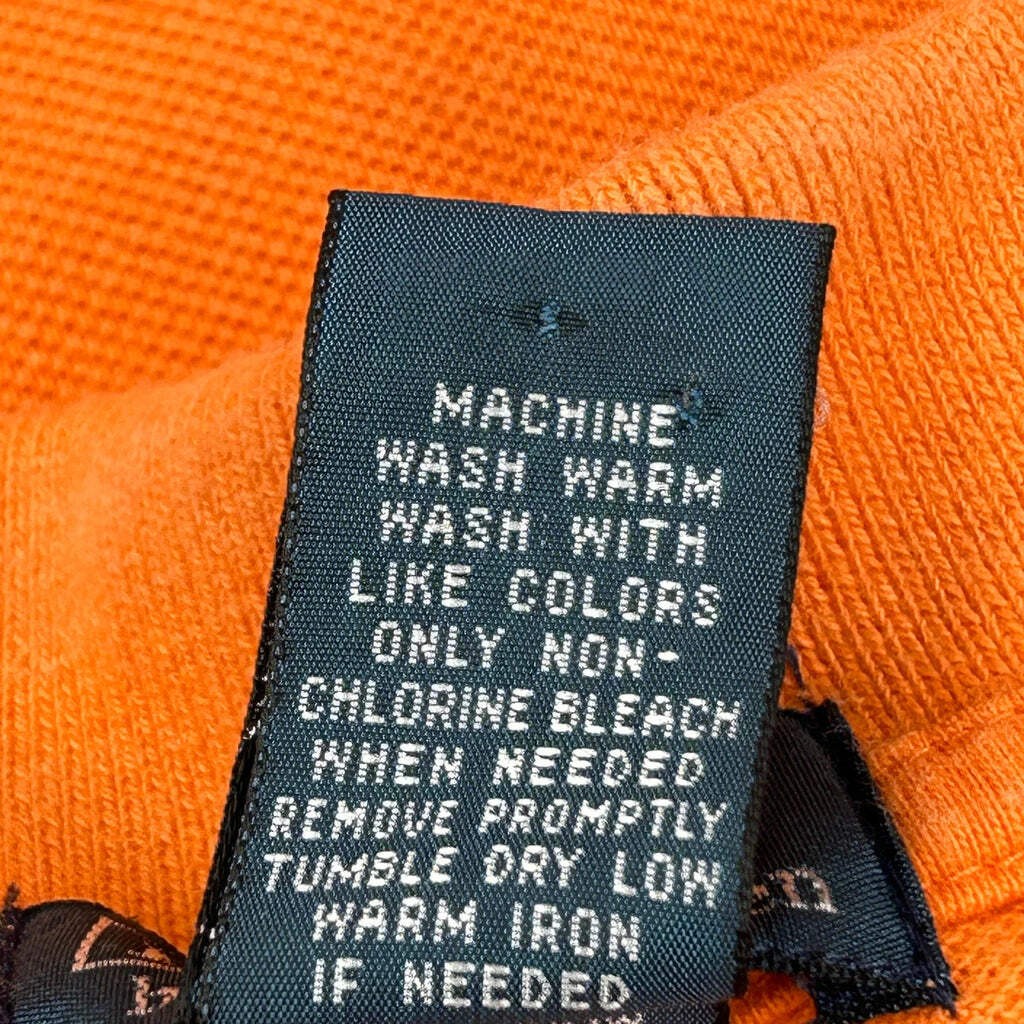 MACHINE
WASH WARM
WASH WITH
LIKE COLORS
ONLY NON-
CHLORINE BLEACH
WHEN NEEDED
REMOVE PROMPTLY
TUMBLE DRY LOW
WARM IRON
IF NEEDED